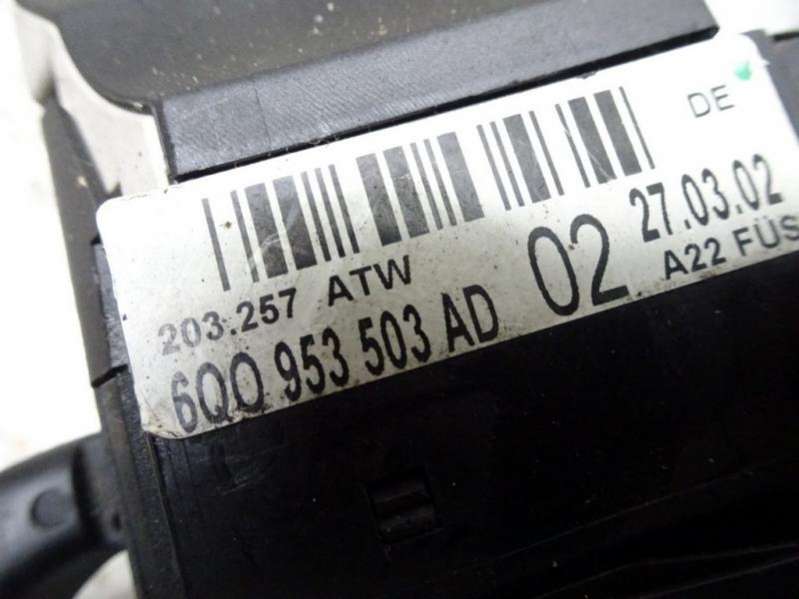 DE
203.257 ATW 02 27.03.02
6Q0 953 503 AD A22 FÜS